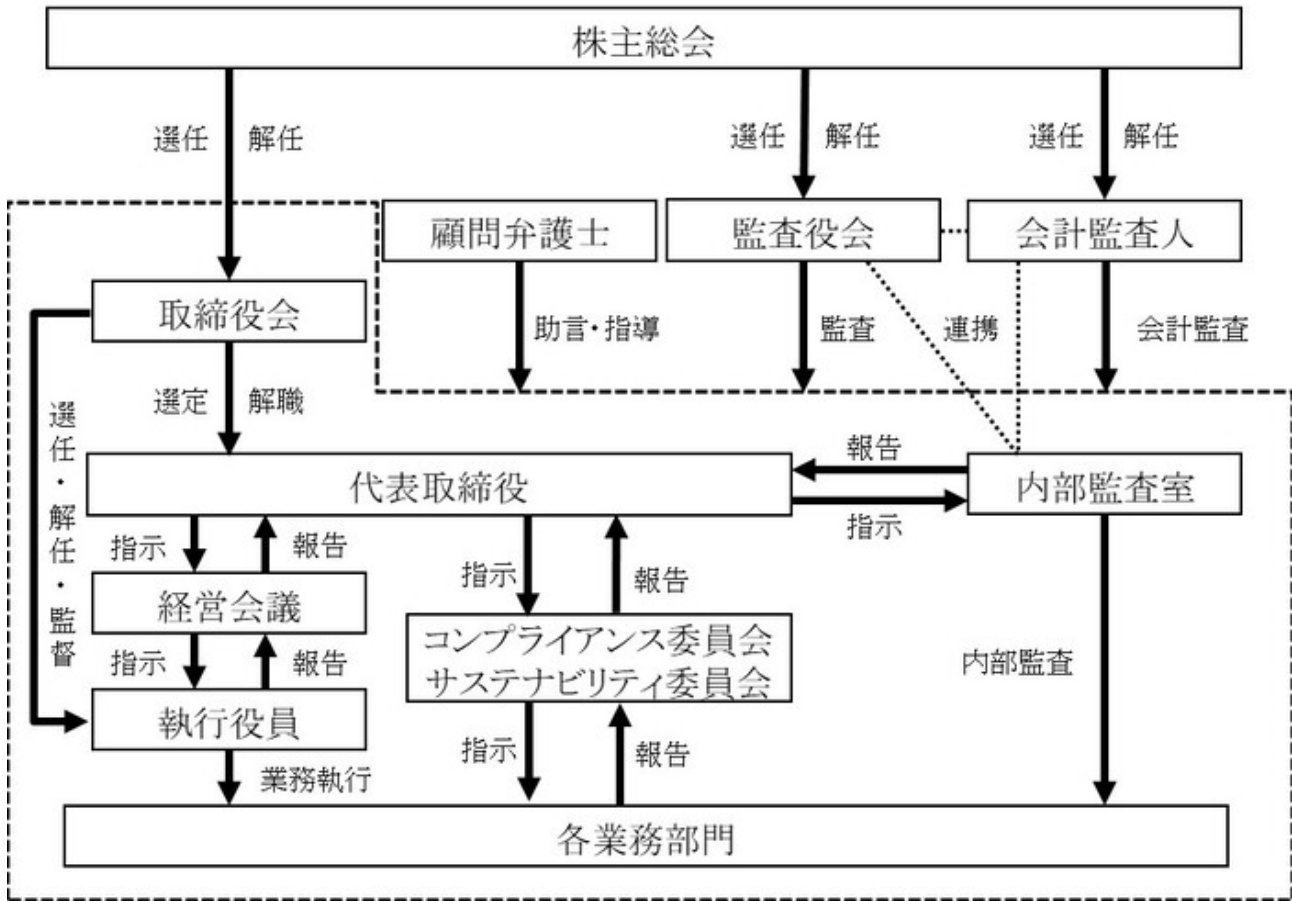 株主総会
選任
解任
選任
解任
選任
解任
顧問弁護士
監査役会
会計監査人
取締役会
助言・指導
監査
連携
会計監査
選定
解職
選任・解任・監督
代表取締役
報告
指示
内部監査室
指示
報告
指示
報告
経営会議
コンプライアンス委員会
サステナビリティ委員会
指示
報告
内部監査
執行役員
指示
報告
業務執行
各業務部門